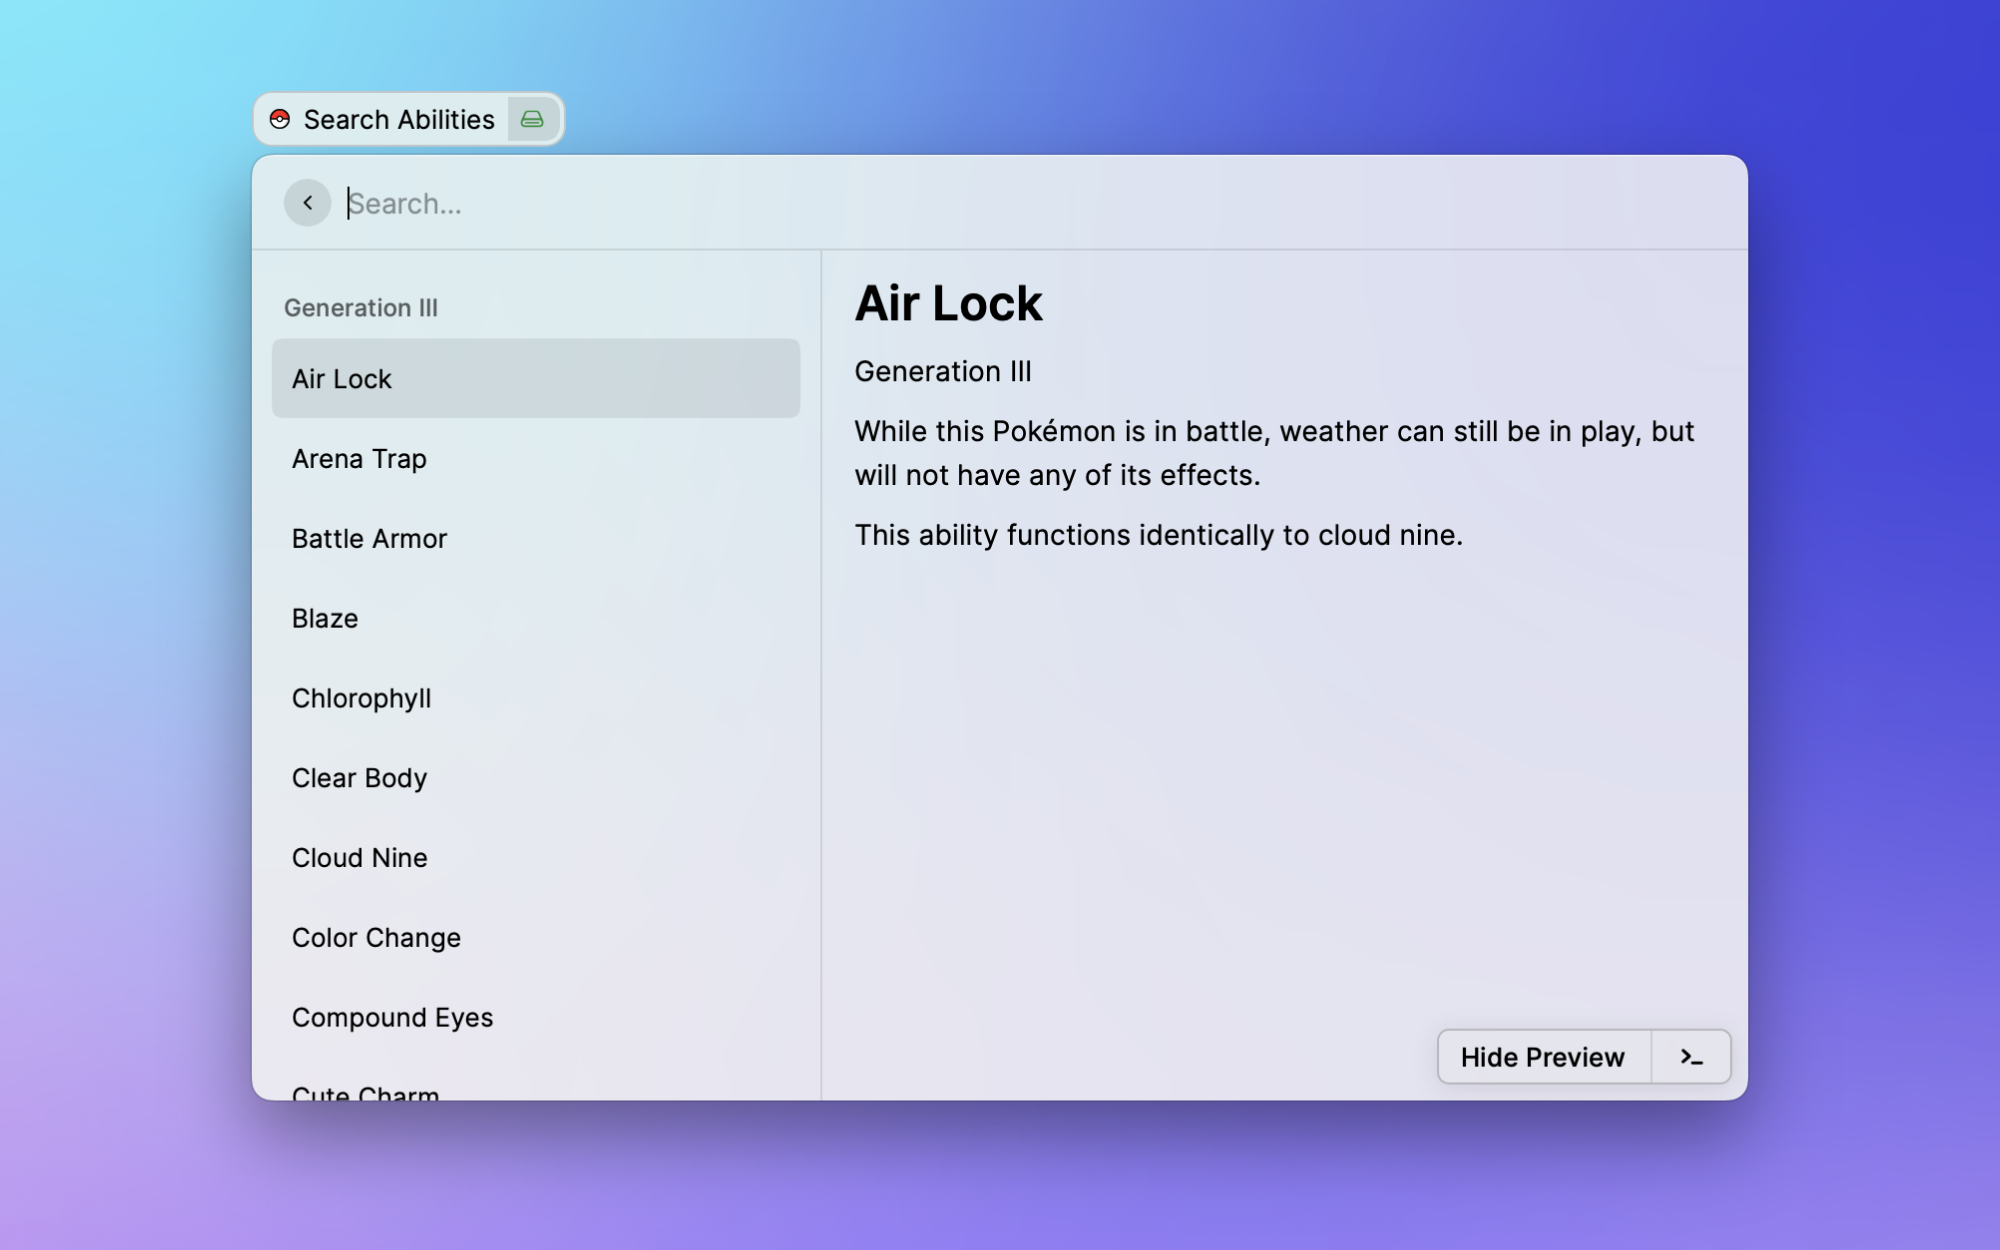 Search Abilities
Search...
Generation III
Air Lock
Arena Trap
Battle Armor
Blaze
Chlorophyll
Clear Body
Cloud Nine
Color Change
Compound Eyes
Cute Charm
Air Lock
Generation III
While this Pokémon is in battle, weather can still be in play, but
will not have any of its effects.
This ability functions identically to cloud nine.
Hide Preview